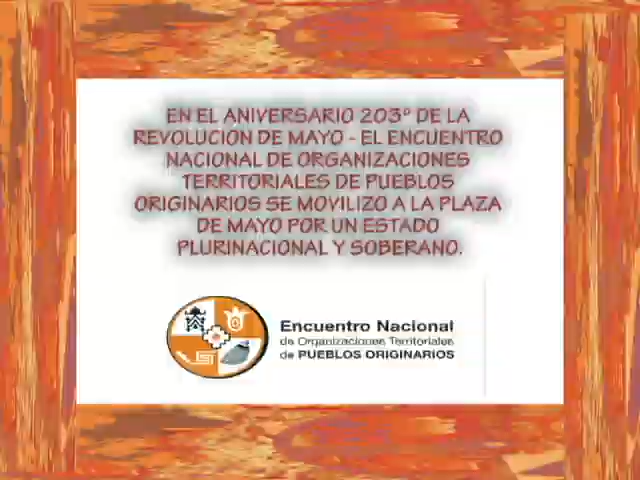 EN EL ANIVERSARIO 203º DE LA
REVOLUCION DE MAYO - EL ENCUENTRO
NACIONAL DE ORGANIZACIONES
TERRITORIALES DE PUEBLOS
ORIGINARIOS SE MOVILIZO A LA PLAZA
DE MAYO POR UN ESTADO
PLURINACIONAL Y SOBERANO.
Encuentro Nacional
de Organizaciones Territoriales
de PUEBLOS ORIGINARIOS